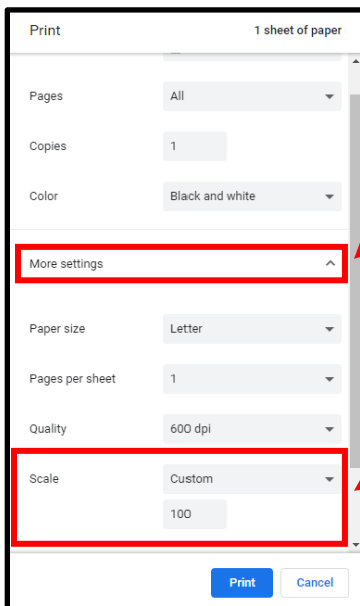 Print 1 sheet of paper
Pages All
Copies 1
Color Black and white
More settings
Paper size Letter
Pages per sheet 1
Quality 600 dpi
Scale Custom
100
Print Cancel